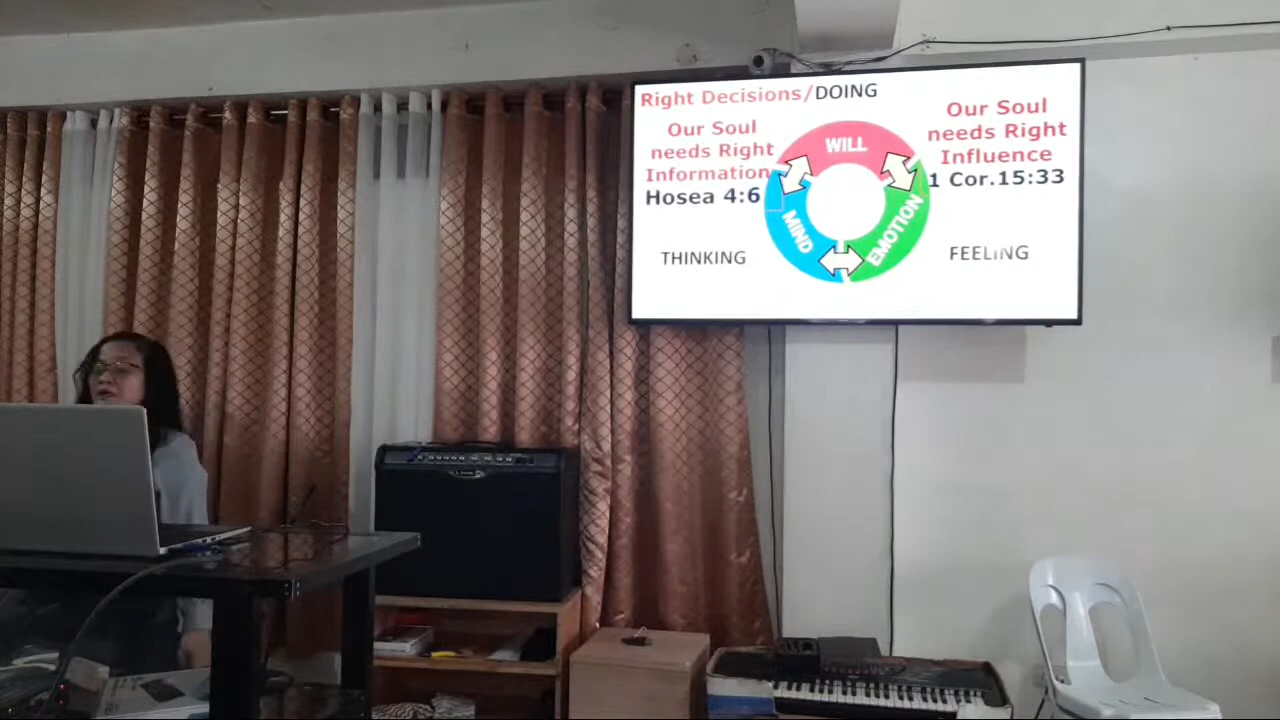 Right Decisions/DOING
Our Soul
needs Right
Information
Hosea 4:6
THINKING
WILL
MIND
EMOTION
Our Soul
needs Right
Influence
1 Cor.15:33
FEELING